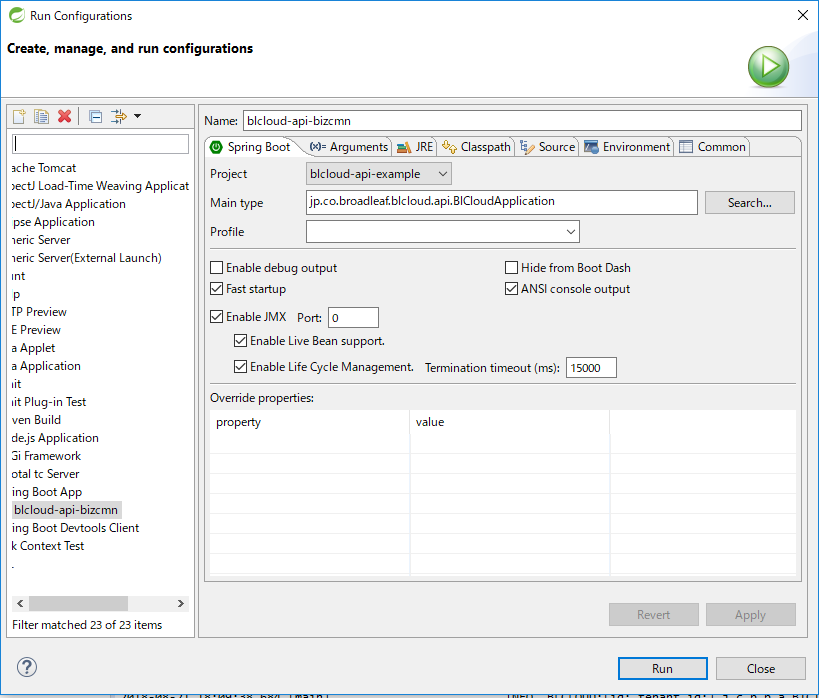 Run Configurations
Create, manage, and run configurations
Name: blcloud-api-bizcmn
Spring Boot (x)= Arguments JRE Classpath Source Environment Common
ache Tomcat
pectJ Load-Time Weaving Applicat
pectJ/Java Application
pse Application
neric Server
neric Server(External Launch)
ant
p
TP Preview
E Preview
a Applet
a Application
nit
nit Plug-in Test
ven Build
de.js Application
Gi Framework
otal tc Server
ing Boot App
blcloud-api-bizcmn
ing Boot Devtools Client
k Context Test
Filter matched 23 of 23 items
Project blcloud-api-example
Main type jp.co.broadleaf.blcloud.api.BlCloudApplication Search...
Profile
Enable debug output Hide from Boot Dash
Fast startup ANSI console output
Enable JMX Port: 0
Enable Live Bean support.
Enable Life Cycle Management. Termination timeout (ms): 15000
Override properties:
property value
Revert Apply
Run Close